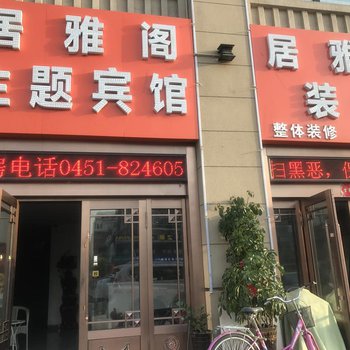 居雅阁
主题宾馆
房电话0451-824605
居雅
装
整体装修
扫黑恶，